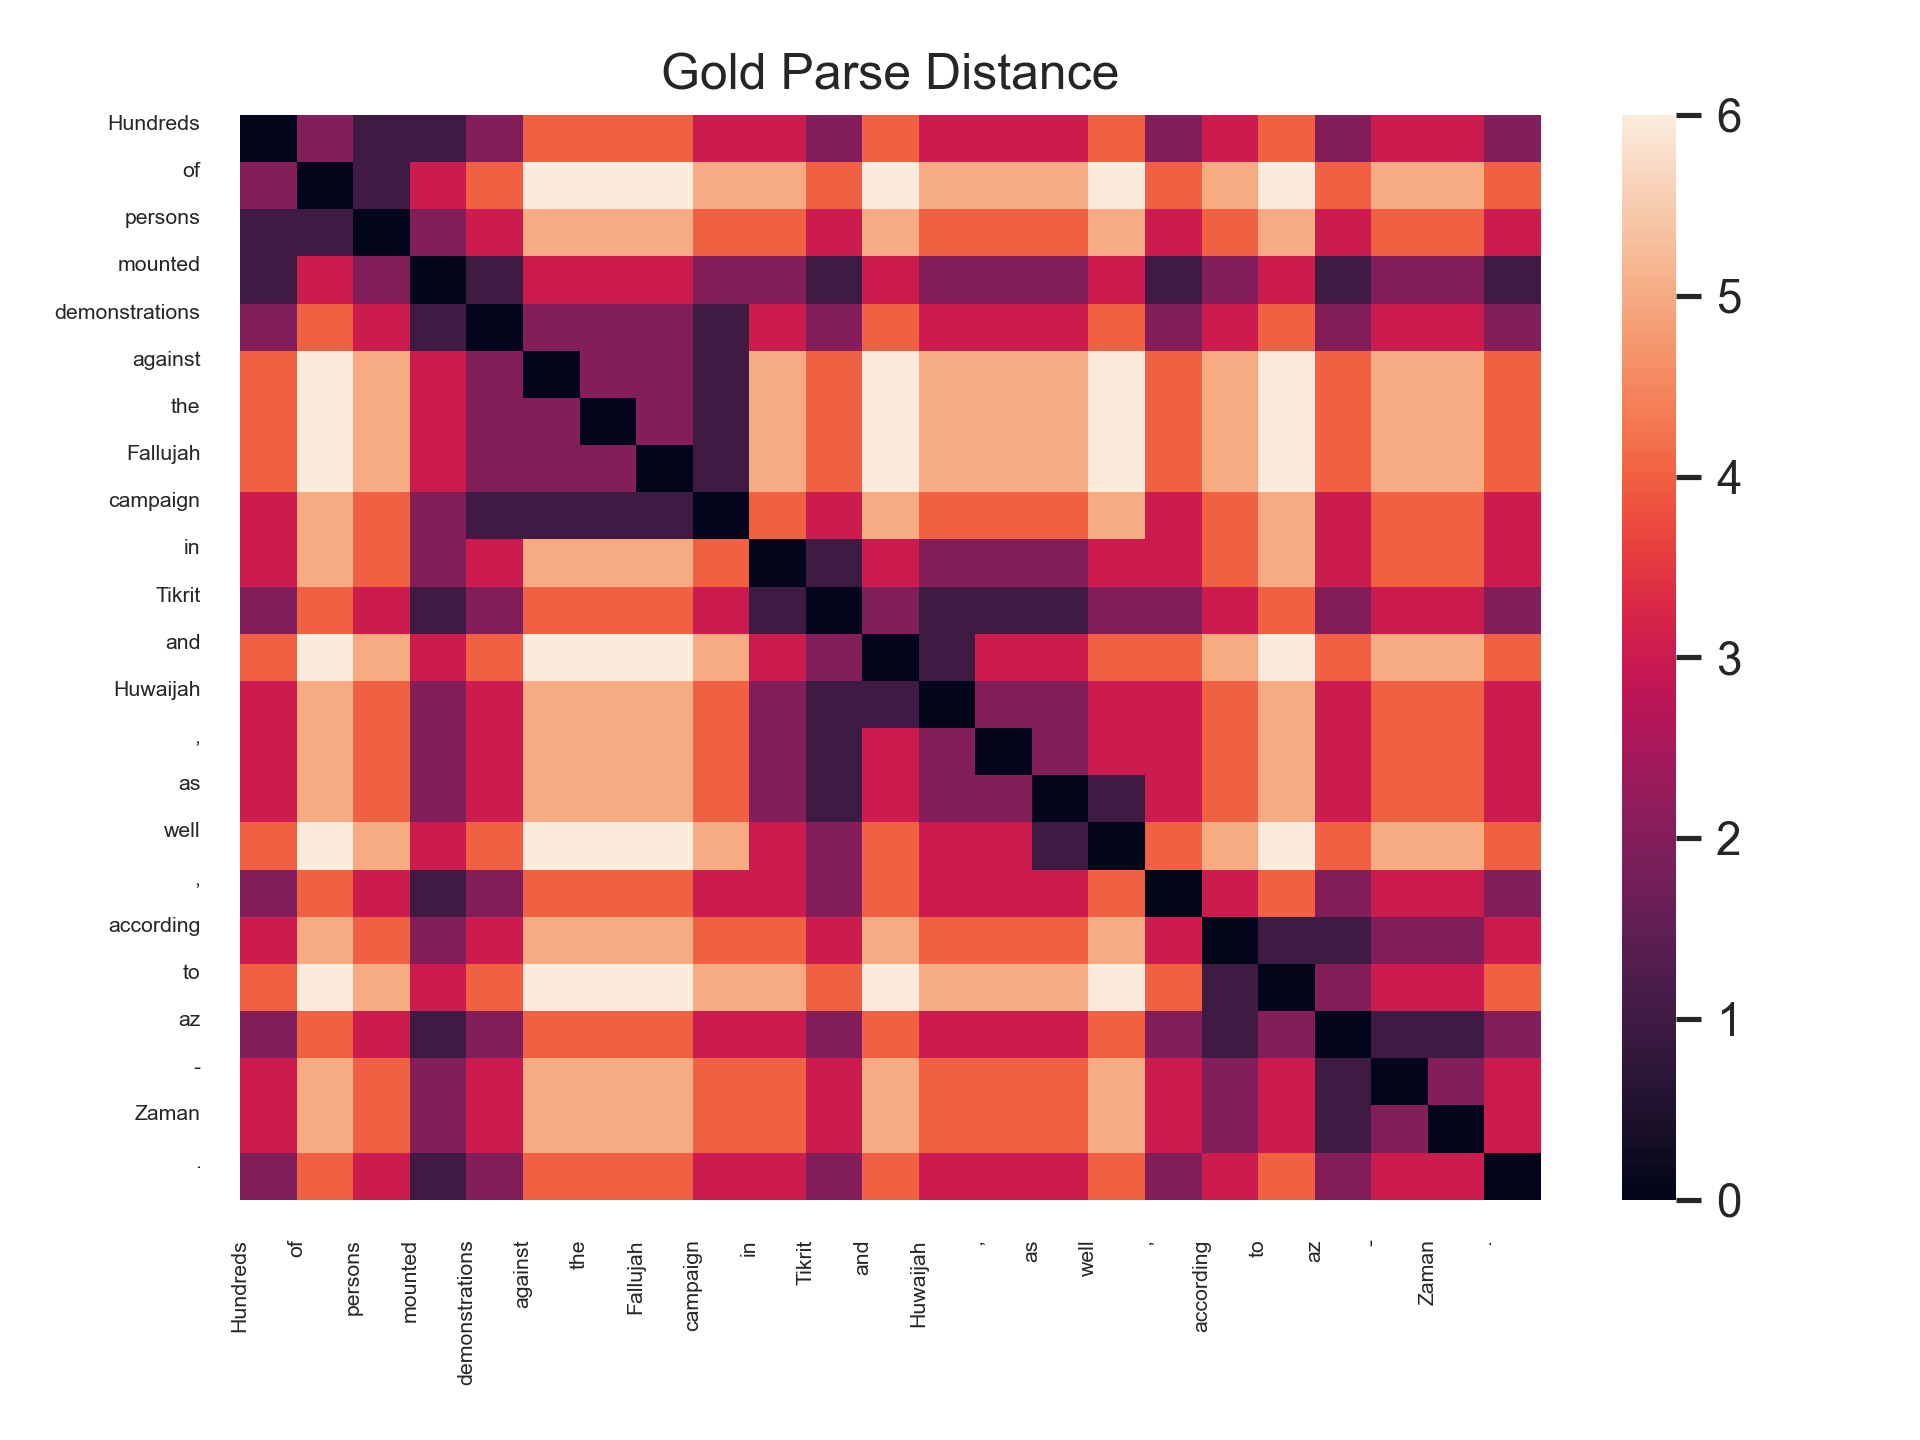 Gold Parse Distance
Hundreds
of
persons
mounted
demonstrations
against
the
Fallujah
campaign
in
Tikrit
and
Huwaijah
,
as
well
,
according
to
az
-
Zaman
.
Hundreds
of
persons
mounted
demonstrations
against
the
Fallujah
campaign
in
Tikrit
and
Huwaijah
,
as
well
,
according
to
az
-
Zaman
.
6
5
4
3
2
1
0